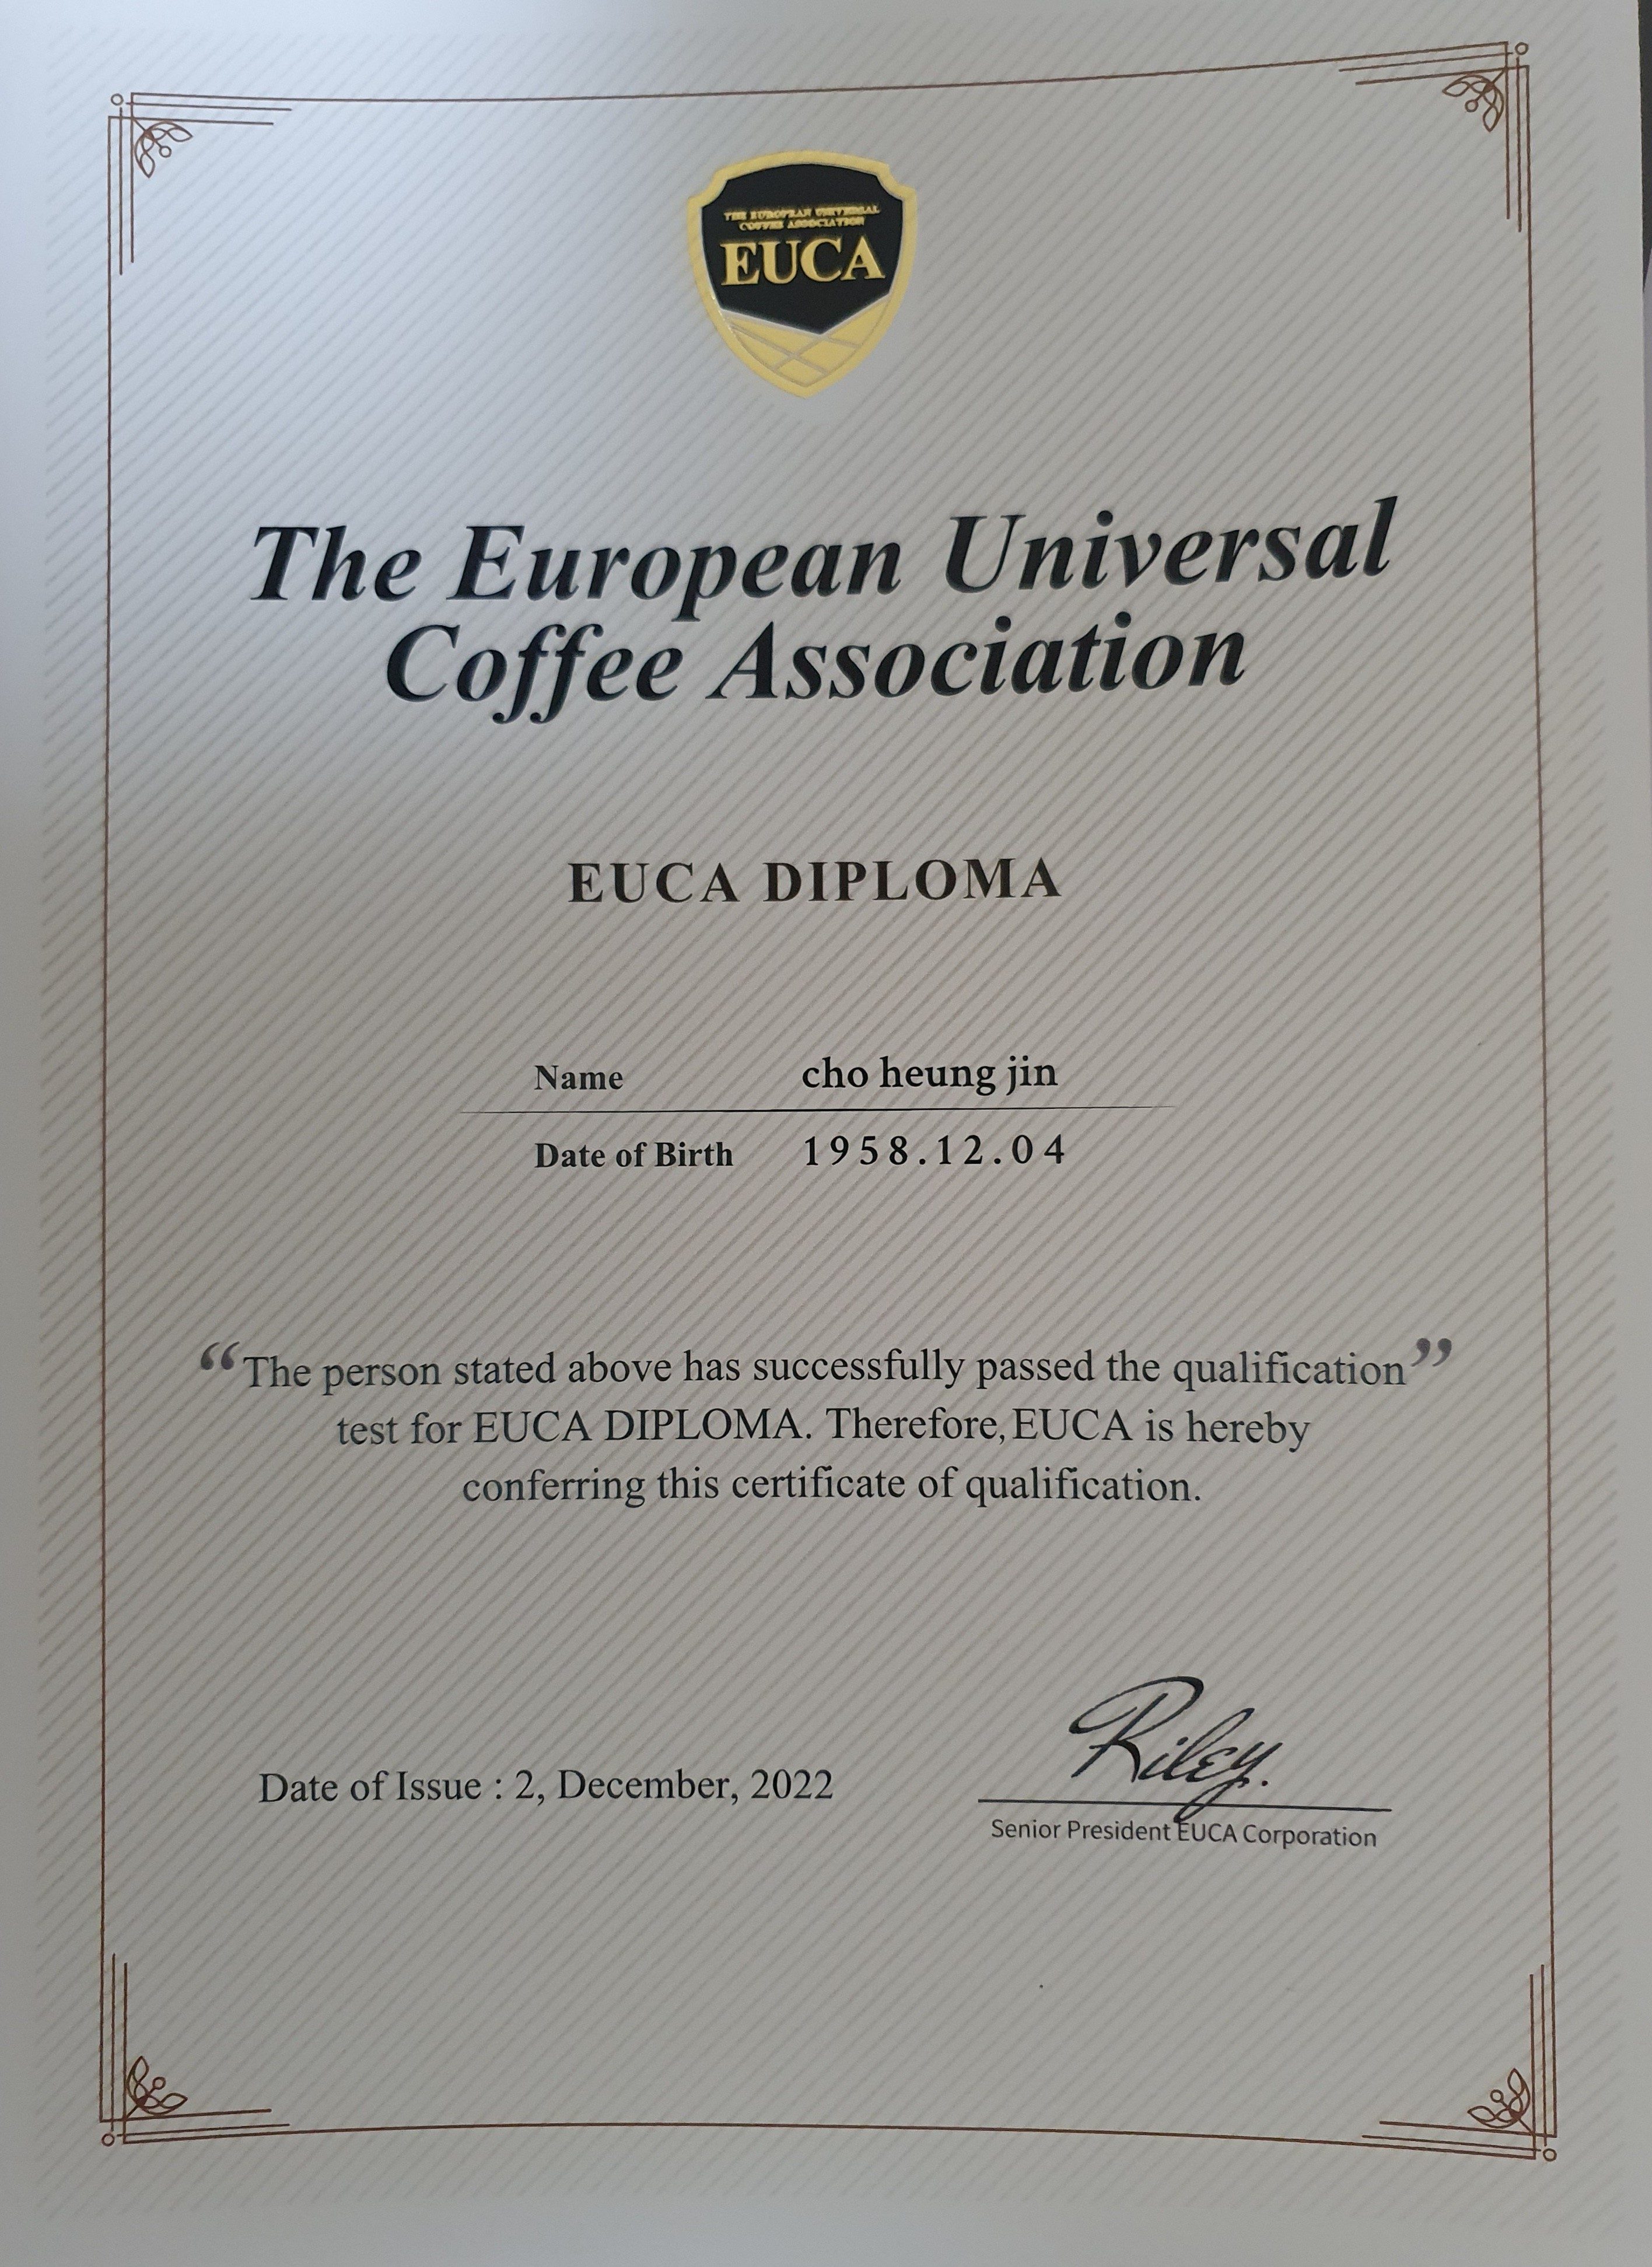 THE EUROPEAN UNIVERSAL
COFFEE ASSOCIATION
EUCA
The European Universal
Coffee Association
EUCA DIPLOMA
Name cho heung jin
Date of Birth 1958.12.04
“The person stated above has successfully passed the qualification”
test for EUCA DIPLOMA. Therefore, EUCA is hereby
conferring this certificate of qualification.
Riley.
Date of Issue : 2, December, 2022
Senior President EUCA Corporation